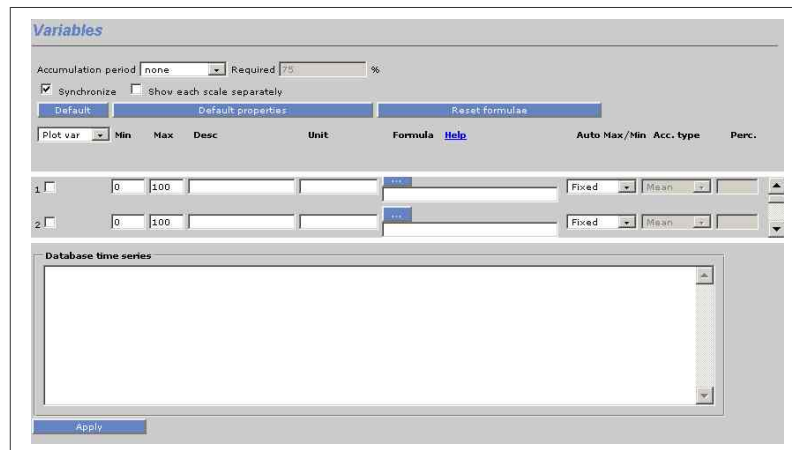 Variables
Accumulation period none Required 75 %
Synchronize Show each scale separately
Default Default properties Reset formulae
Plot var Min Max Desc Unit Formula Help Auto Max/Min Acc. type Perc.
1 0 100 ... Fixed Mean
2 0 100 ... Fixed Mean
Database time series
Apply